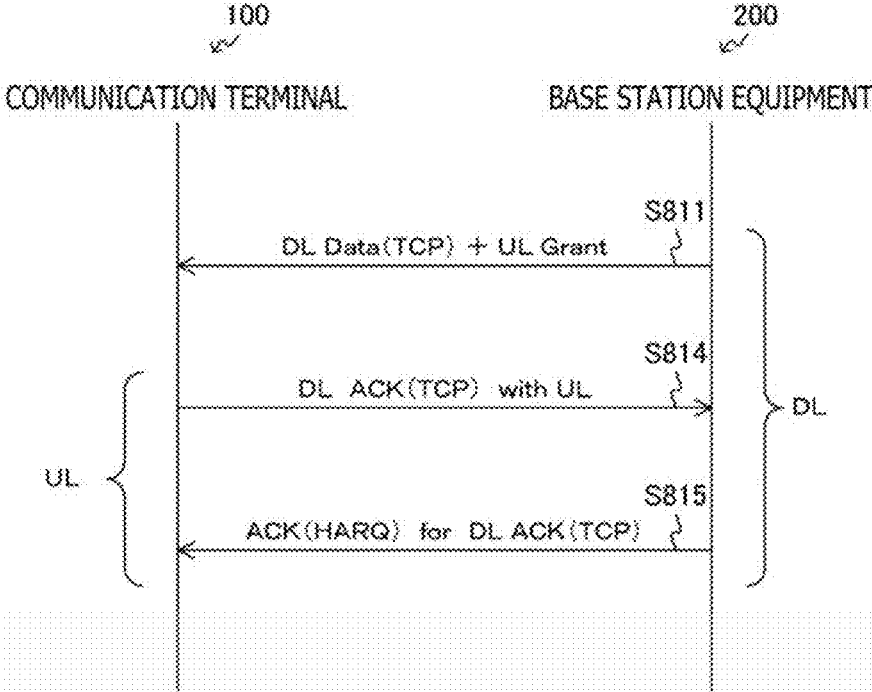 100
200
COMMUNICATION TERMINAL
BASE STATION EQUIPMENT
S811
DL Data(TCP) + UL Grant
S814
DL ACK(TCP) with UL
DL
UL
S815
ACK(HARQ) for DL ACK(TCP)